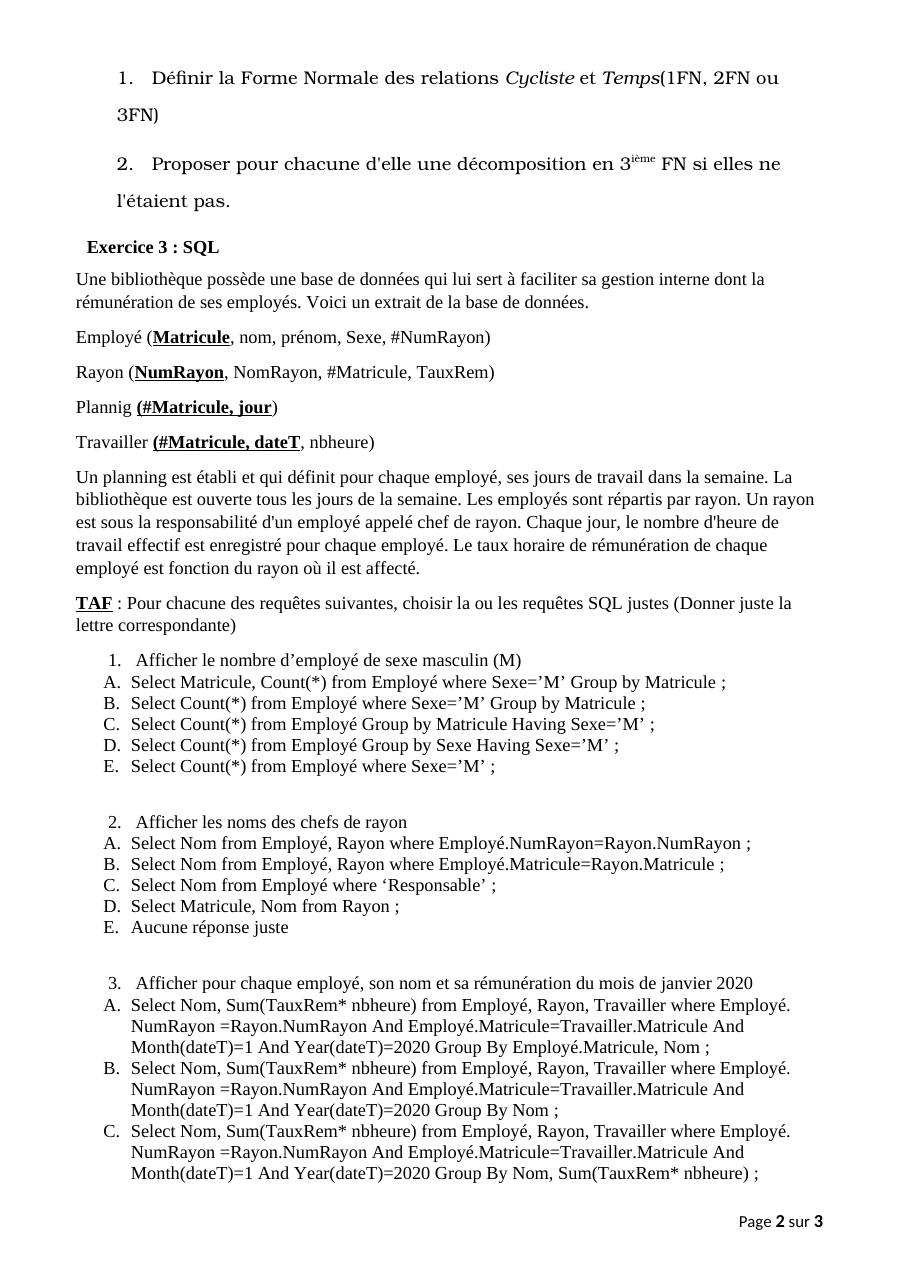 1. Définir la Forme Normale des relations Cycliste et Temps(1FN, 2FN ou
3FN)
2. Proposer pour chacune d'elle une décomposition en 3ième FN si elles ne
l'étaient pas.
Exercice 3 : SQL
Une bibliothèque possède une base de données qui lui sert à faciliter sa gestion interne dont la
rémunération de ses employés. Voici un extrait de la base de données.
Employé (Matricule, nom, prénom, Sexe, #NumRayon)
Rayon (NumRayon, NomRayon, #Matricule, TauxRem)
Plannig (#Matricule, jour)
Travailler (#Matricule, dateT, nbheure)
Un planning est établi et qui définit pour chaque employé, ses jours de travail dans la semaine. La
bibliothèque est ouverte tous les jours de la semaine. Les employés sont répartis par rayon. Un rayon
est sous la responsabilité d'un employé appelé chef de rayon. Chaque jour, le nombre d'heure de
travail effectif est enregistré pour chaque employé. Le taux horaire de rémunération de chaque
employé est fonction du rayon où il est affecté.
TAF : Pour chacune des requêtes suivantes, choisir la ou les requêtes SQL justes (Donner juste la
lettre correspondante)
1. Afficher le nombre d’employé de sexe masculin (M)
A. Select Matricule, Count(*) from Employé where Sexe=’M’ Group by Matricule ;
B. Select Count(*) from Employé where Sexe=’M’ Group by Matricule ;
C. Select Count(*) from Employé Group by Matricule Having Sexe=’M’ ;
D. Select Count(*) from Employé Group by Sexe Having Sexe=’M’ ;
E. Select Count(*) from Employé where Sexe=’M’ ;
2. Afficher les noms des chefs de rayon
A. Select Nom from Employé, Rayon where Employé.NumRayon=Rayon.NumRayon ;
B. Select Nom from Employé, Rayon where Employé.Matricule=Rayon.Matricule ;
C. Select Nom from Employé where ‘Responsable’ ;
D. Select Matricule, Nom from Rayon ;
E. Aucune réponse juste
3. Afficher pour chaque employé, son nom et sa rémunération du mois de janvier 2020
A. Select Nom, Sum(TauxRem* nbheure) from Employé, Rayon, Travailler where Employé.
NumRayon =Rayon.NumRayon And Employé.Matricule=Travailler.Matricule And
Month(dateT)=1 And Year(dateT)=2020 Group By Employé.Matricule, Nom ;
B. Select Nom, Sum(TauxRem* nbheure) from Employé, Rayon, Travailler where Employé.
NumRayon =Rayon.NumRayon And Employé.Matricule=Travailler.Matricule And
Month(dateT)=1 And Year(dateT)=2020 Group By Nom ;
C. Select Nom, Sum(TauxRem* nbheure) from Employé, Rayon, Travailler where Employé.
NumRayon =Rayon.NumRayon And Employé.Matricule=Travailler.Matricule And
Month(dateT)=1 And Year(dateT)=2020 Group By Nom, Sum(TauxRem* nbheure) ;
Page 2 sur 3